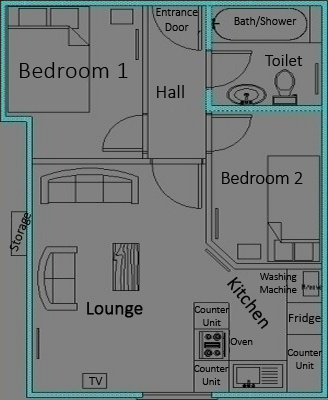 Entrance
Door
Bath/Shower
Toilet
Bedroom 1
Hall
Bedroom 2
Storage
Lounge
Kitchen
Washing
Machine
Fridge
Counter
Unit
Oven
Counter
Unit
Counter
Unit
TV